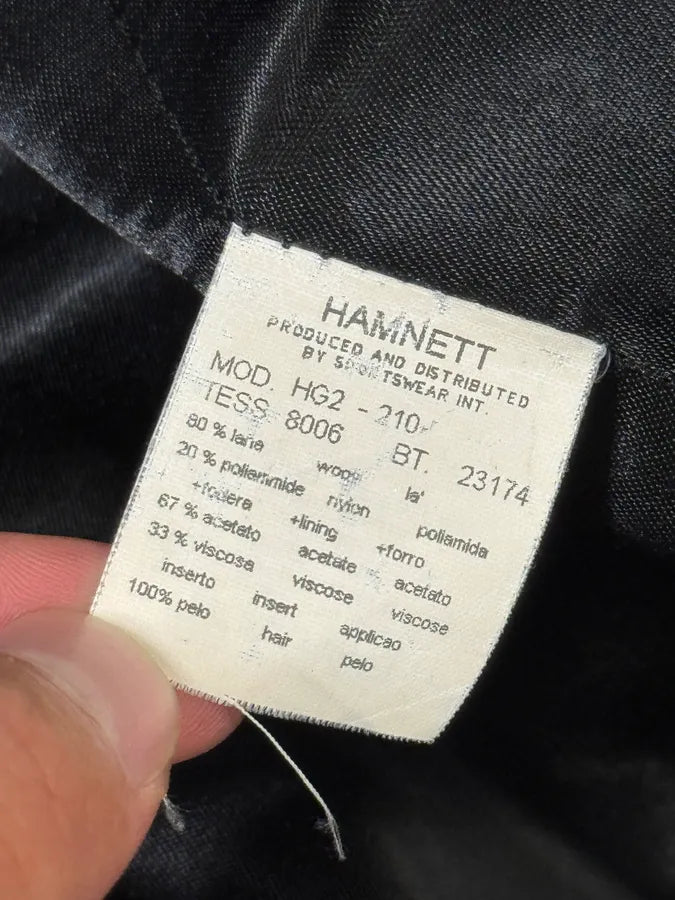 HAMNETT
PRODUCED AND DISTRIBUTED
BY SPORTSWEAR INT.
MOD. HG2 - 210
TESS 8006 BT. 23174
80 % lana wool la'
20 % poliammide nylon poliamida
+fodera +lining +forro
67 % acetato acetate acetato
33 % viscosa viscose viscose
inserto insert applicao
100% pelo hair pelo